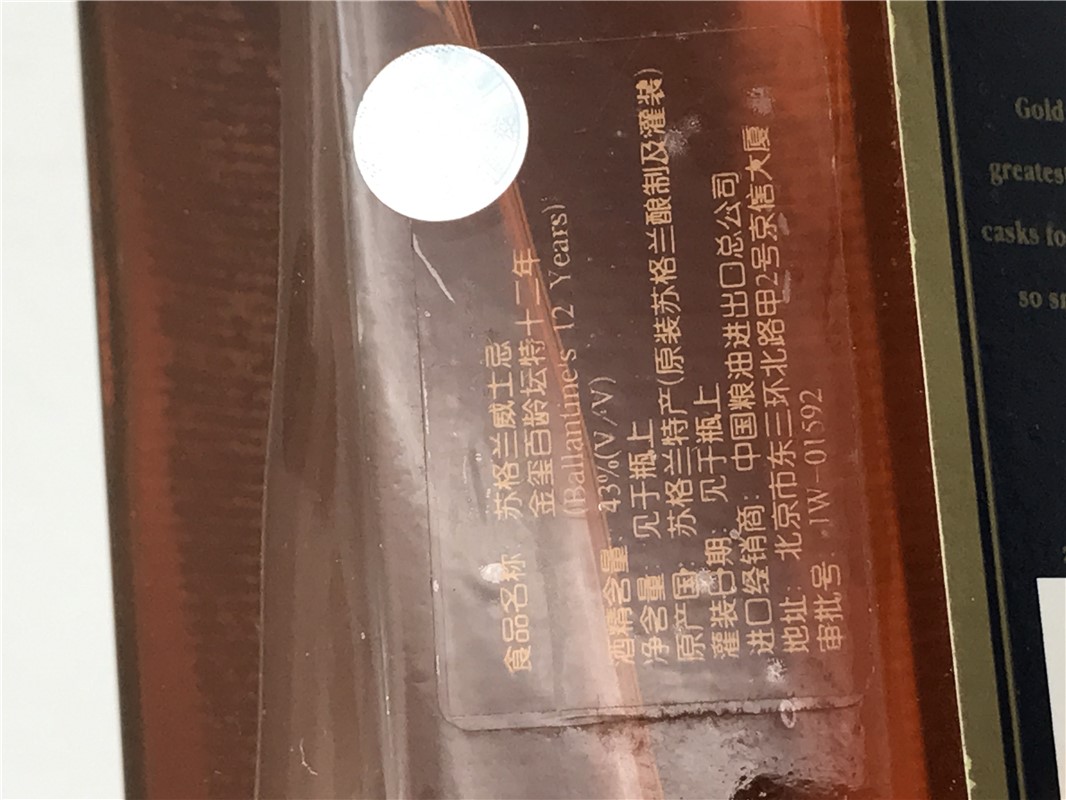 食品名称: 苏格兰威士忌
金玺百龄坛特十二年
(Ballantine's 12 Years)
酒精含量: 43%(V/V)
净含量: 见于瓶上
原产国: 苏格兰特产(原装苏格兰酿制及灌装)
灌装日期: 见于瓶上
进口经销商: 中国粮油进出口总公司
地址: 北京市东三环北路甲2号京信大厦
审批号: JW-01592
Gold
greatest
casks fo
so